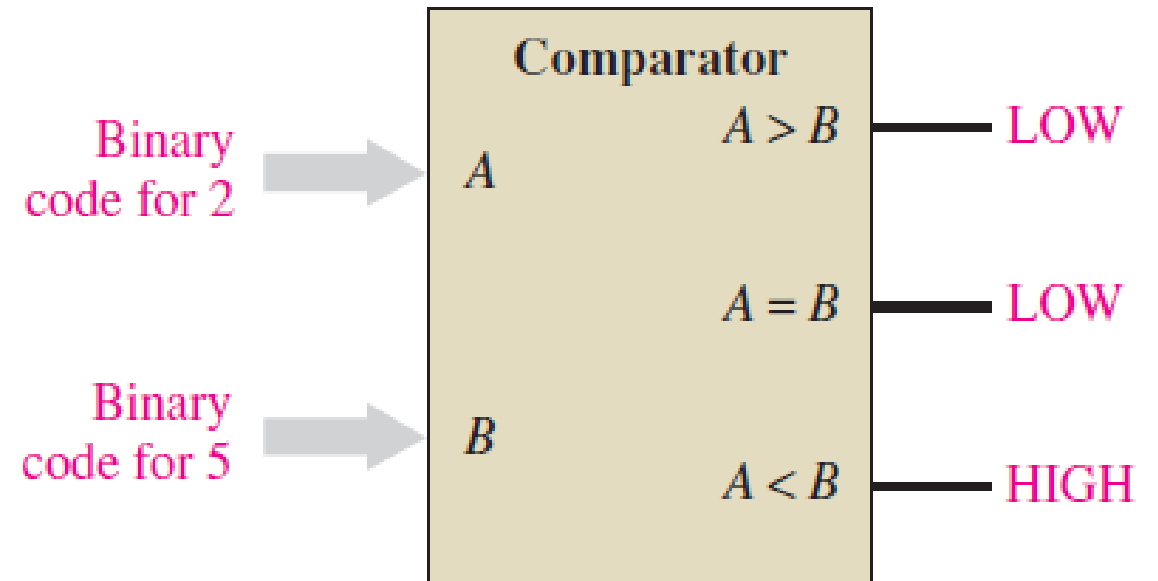 Comparator
Binary
code for 2
A
A > B
LOW
A = B
LOW
Binary
code for 5
B
A < B
HIGH